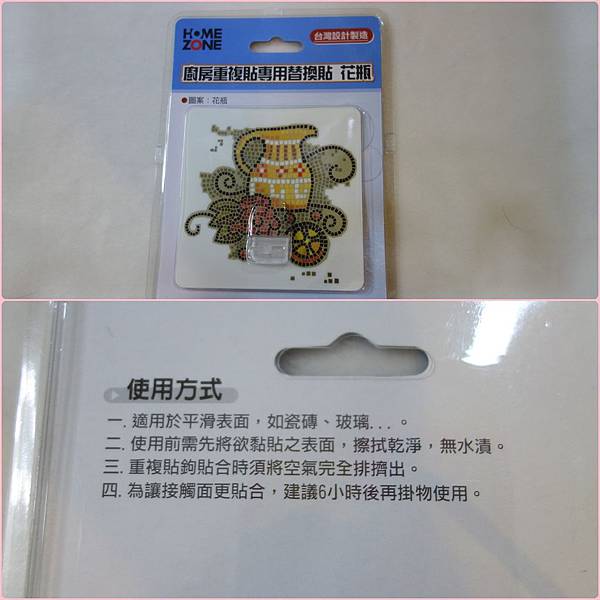 HOME
ZONE
台灣設計製造
廚房重複貼專用替換貼 花瓶
●圖案：花瓶
使用方式
一. 適用於平滑表面，如瓷磚、玻璃...。
二. 使用前需先將欲黏貼之表面，擦拭乾淨，無水漬。
三. 重複貼鉤貼合時須將空氣完全排擠出。
四. 為讓接觸面更貼合，建議6小時後再掛物使用。